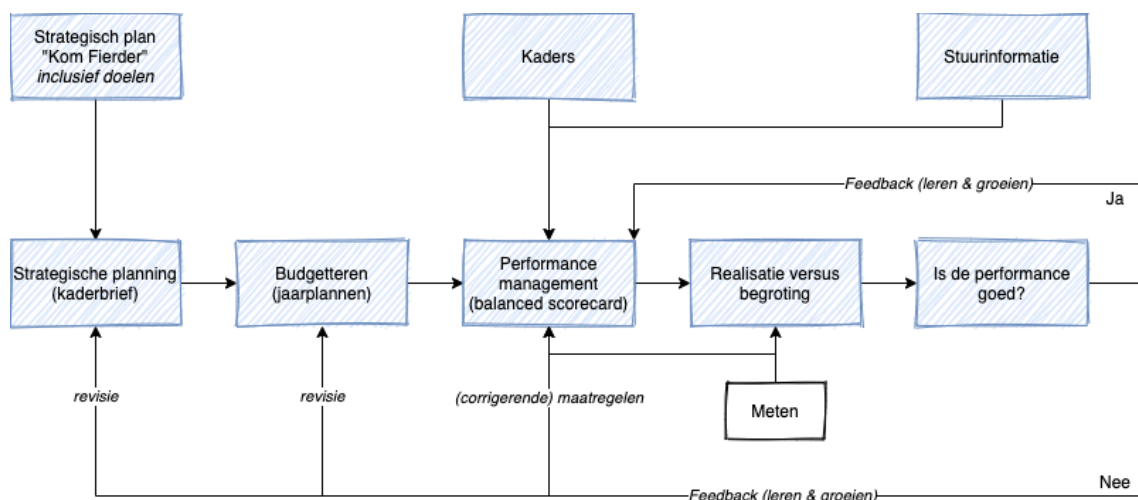 Strategisch plan
"Kom Fierder"
inclusief doelen
Kaders
Stuurinformatie
Feedback (leren & groeien)
Ja
Strategische planning
(kaderbrief)
Budgetteren
(jaarplannen)
Performance
management
(balanced scorecard)
Realisatie versus
begroting
Is de performance
goed?
revisie
revisie
(corrigerende) maatregelen
Meten
Nee
Feedback (leren & groeien)